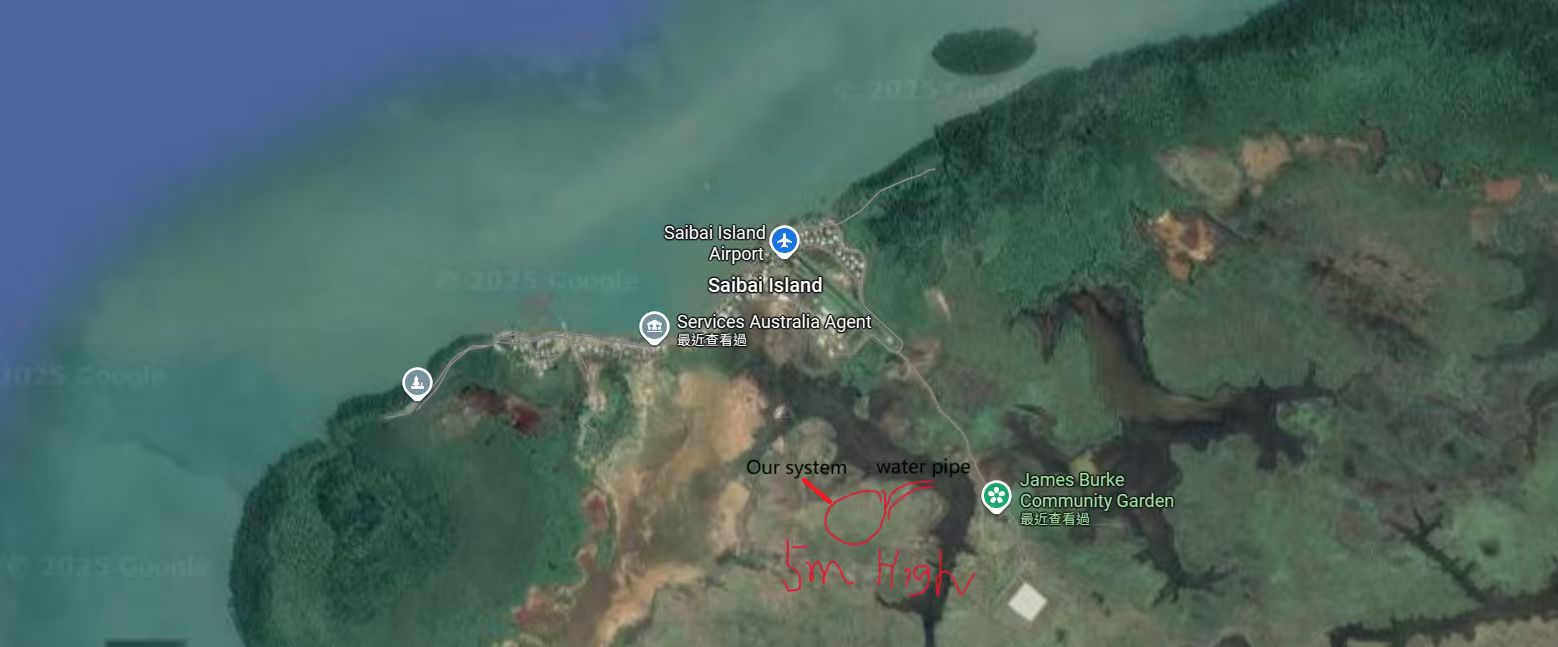 © 2025 Google
Saibai Island
Airport
© 2025 Google
Saibai Island
Services Australia Agent
最近查看過
2025 Google
Our system
water pipe
James Burke
Community Garden
最近查看過
5m High
© 2025 Google